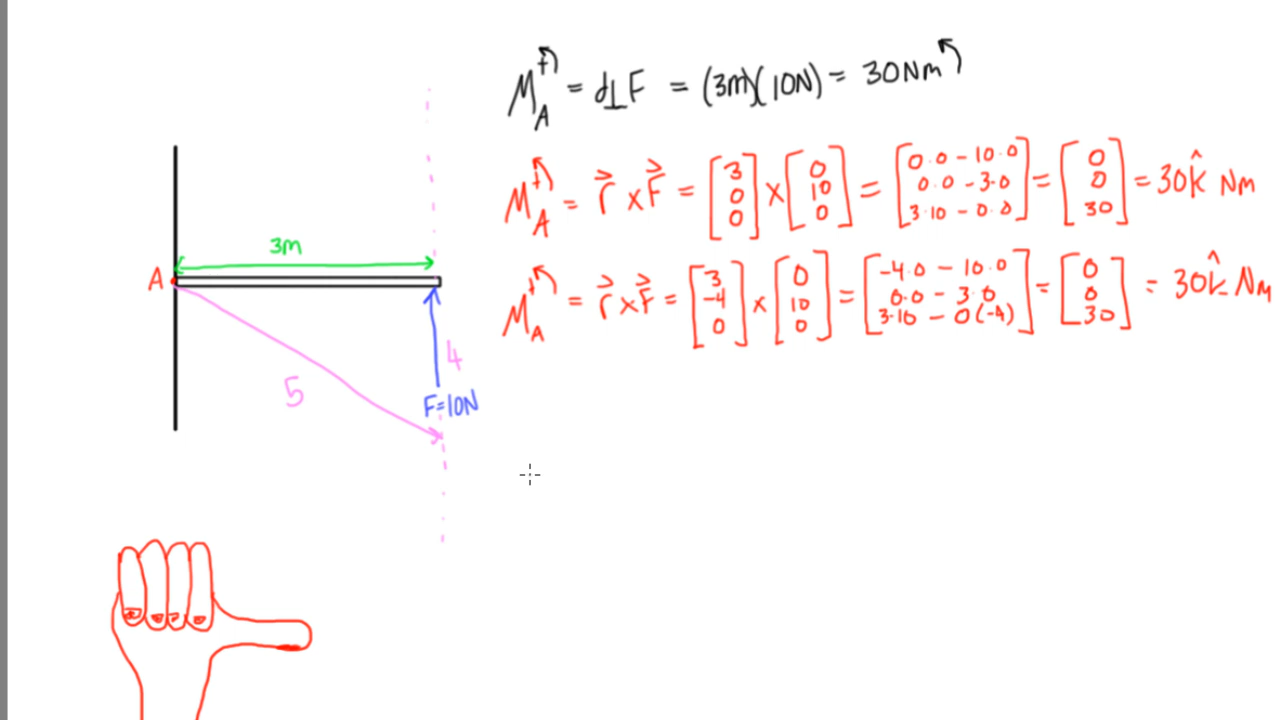 M_A^{+↰} = d⊥F = (3m)(10N) = 30Nm↰
M_A^{+↰} = r⃗ × F⃗ = [3 0 0] × [0 10 0] = [0·0 - 10·0, 0·0 - 3·0, 3·10 - 0·0] = [0 0 30] = 30k̂ Nm
M_A^{+↰} = r⃗ × F⃗ = [3 -4 0] × [0 10 0] = [-4·0 - 10·0, 0·0 - 3·0, 3·10 - 0(-4)] = [0 0 30] = 30k̂ Nm
3m
A
4
5
F=10N